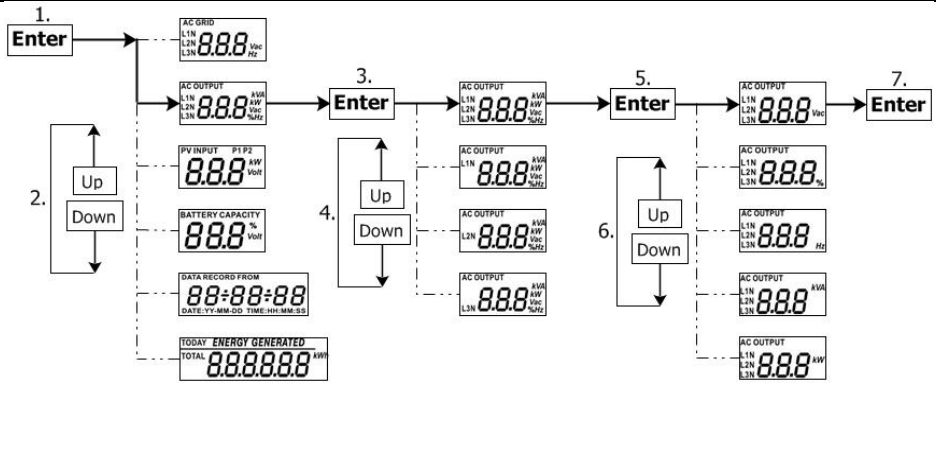 1.
Enter
AC GRID
L1N
L2N
L3N
8.8.8
Vac
Hz
AC OUTPUT
L1N
L2N
L3N
8.8.8
kVA
kW
Vac
%Hz
2.
Up
Down
PV INPUT P1 P2
8.8.8
kW
Volt
BATTERY CAPACITY
8.8.8
%
Volt
DATA RECORD FROM
88:88:88
DATE:YY-MM-DD TIME:HH:MM:SS
TODAY ENERGY GENERATED
TOTAL
8.8.8.8.8.8
kWh
3.
Enter
4.
Up
Down
AC OUTPUT
L1N
L2N
L3N
8.8.8
kVA
kW
Vac
%Hz
AC OUTPUT
L1N
8.8.8
kVA
kW
Vac
%Hz
AC OUTPUT
L2N
8.8.8
kVA
kW
Vac
%Hz
AC OUTPUT
L3N
8.8.8
kVA
kW
Vac
%Hz
5.
Enter
6.
Up
Down
AC OUTPUT
L1N
L2N
L3N
8.8.8
Vac
AC OUTPUT
L1N
L2N
L3N
8.8.8
%
AC OUTPUT
L1N
L2N
L3N
8.8.8
Hz
AC OUTPUT
L1N
L2N
L3N
8.8.8
kVA
AC OUTPUT
L1N
L2N
L3N
8.8.8
kW
7.
Enter